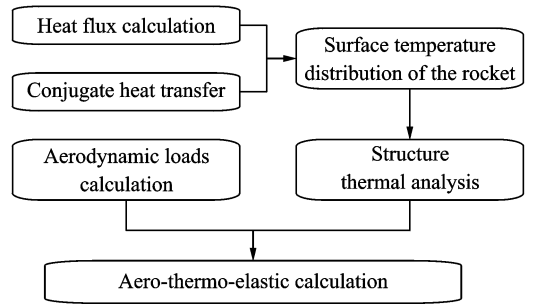 Heat flux calculation
Conjugate heat transfer
Surface temperature
distribution of the rocket
Aerodynamic loads
calculation
Structure
thermal analysis
Aero-thermo-elastic calculation